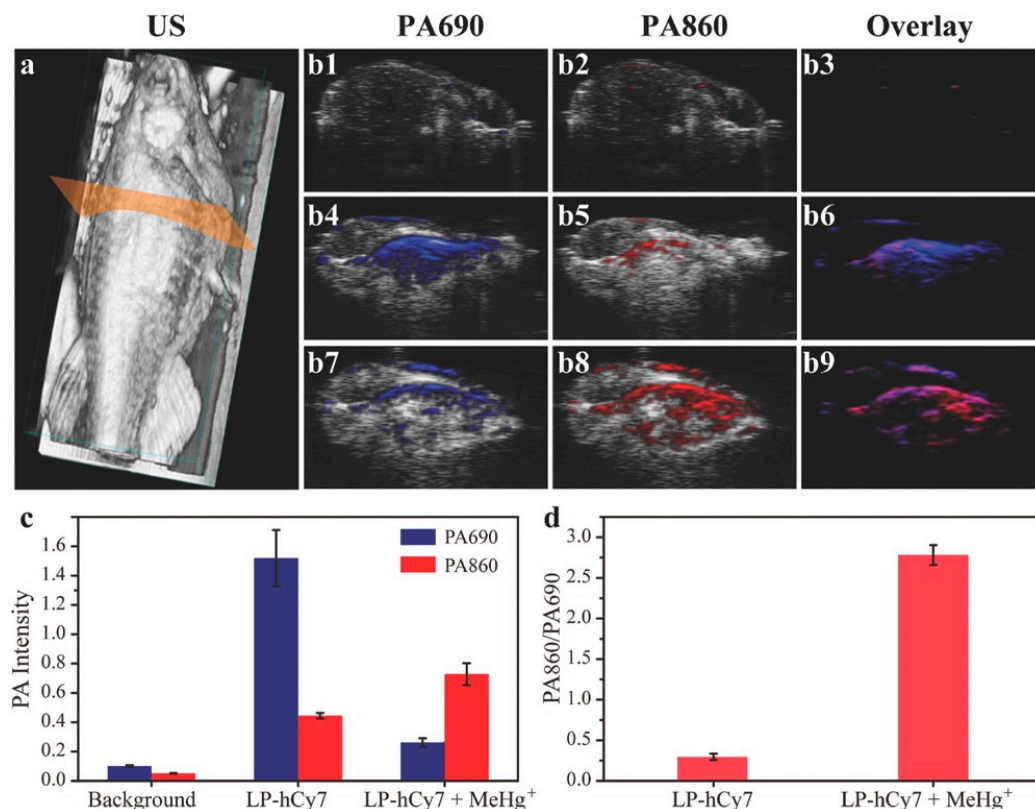 US PA690 PA860 Overlay
a b1 b2 b3
b4 b5 b6
b7 b8 b9
c
1.6
1.4
1.2
1.0
0.8
0.6
0.4
0.2
0.0
PA Intensity
PA690
PA860
Background LP-hCy7 LP-hCy7 + MeHg⁺
d
3.0
2.5
2.0
1.5
1.0
0.5
0.0
PA860/PA690
LP-hCy7 LP-hCy7 + MeHg⁺